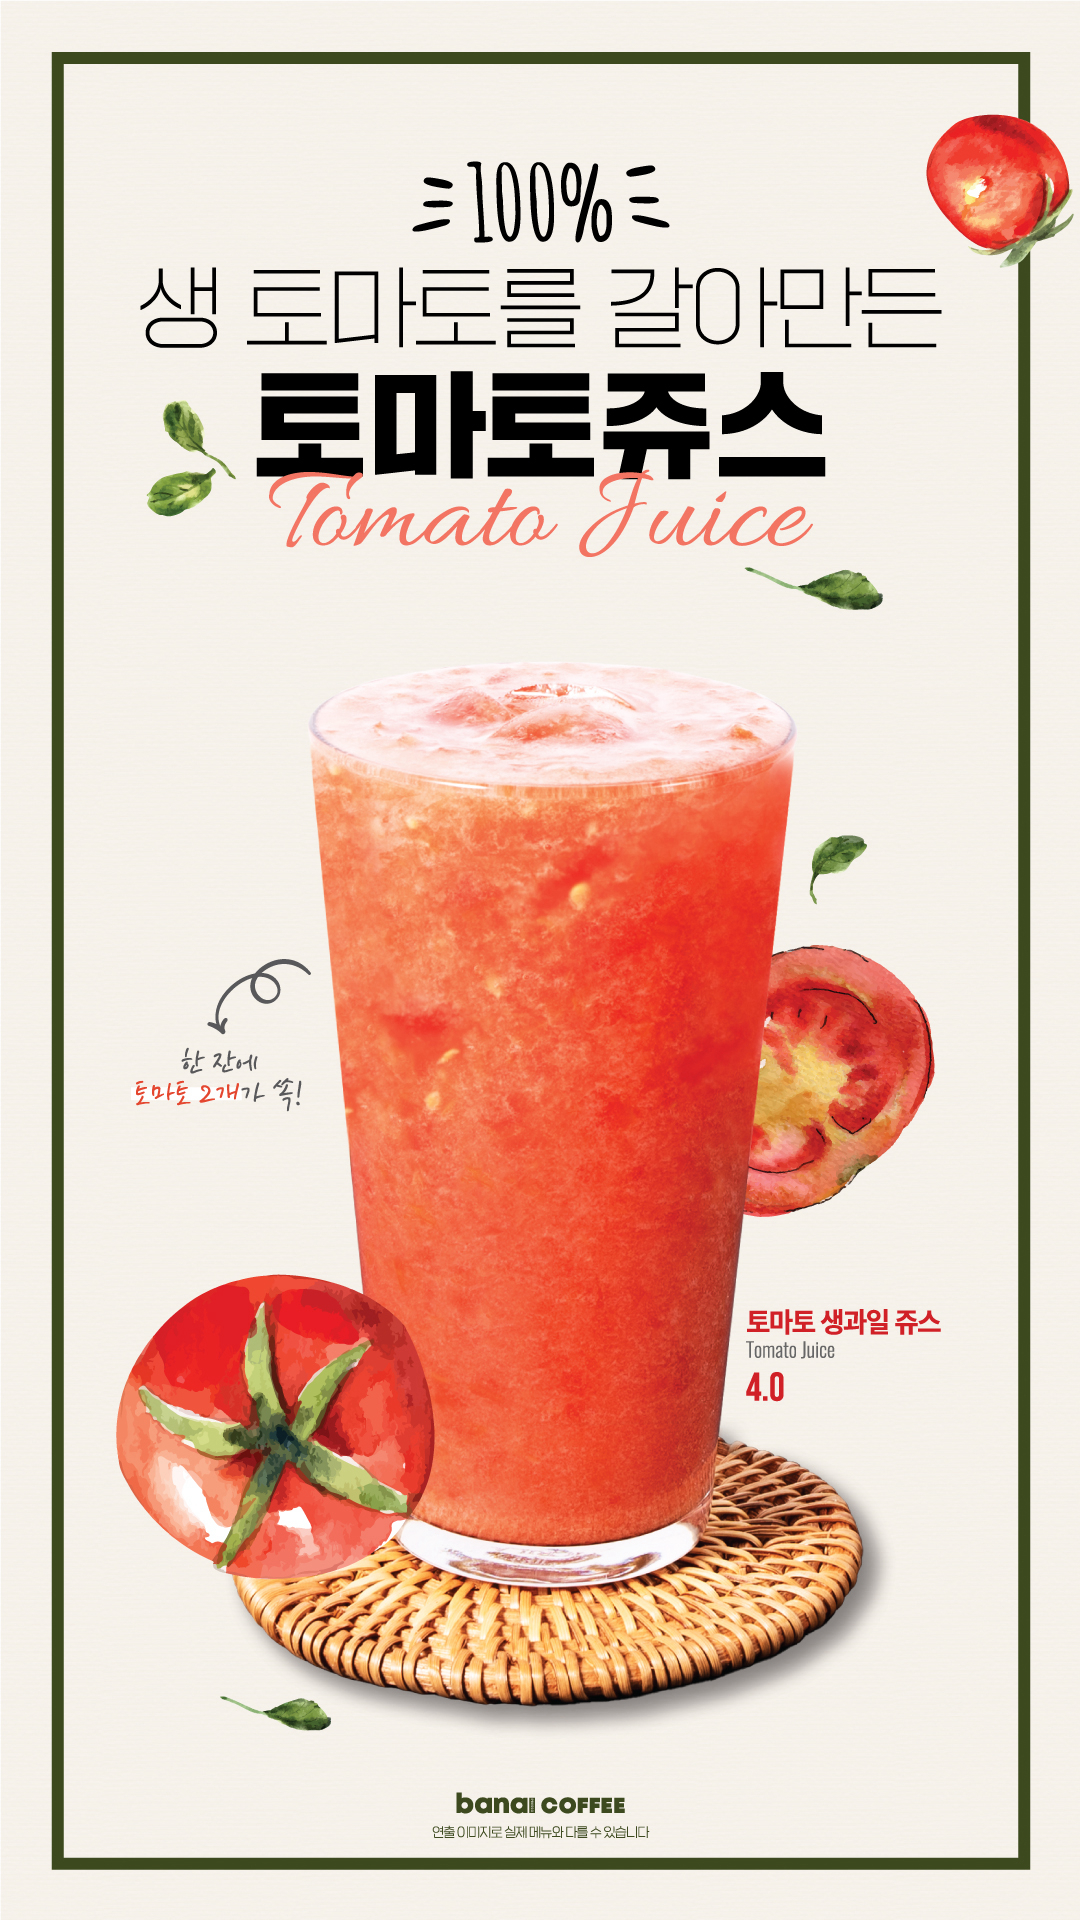 100%
생 토마토를 갈아만든
토마토쥬스
Tomato Juice
한 잔에
토마토 2개가 쏙!
토마토 생과일 쥬스
Tomato Juice
4.0
banai COFFEE
연출 이미지로 실제 메뉴와 다를 수 있습니다